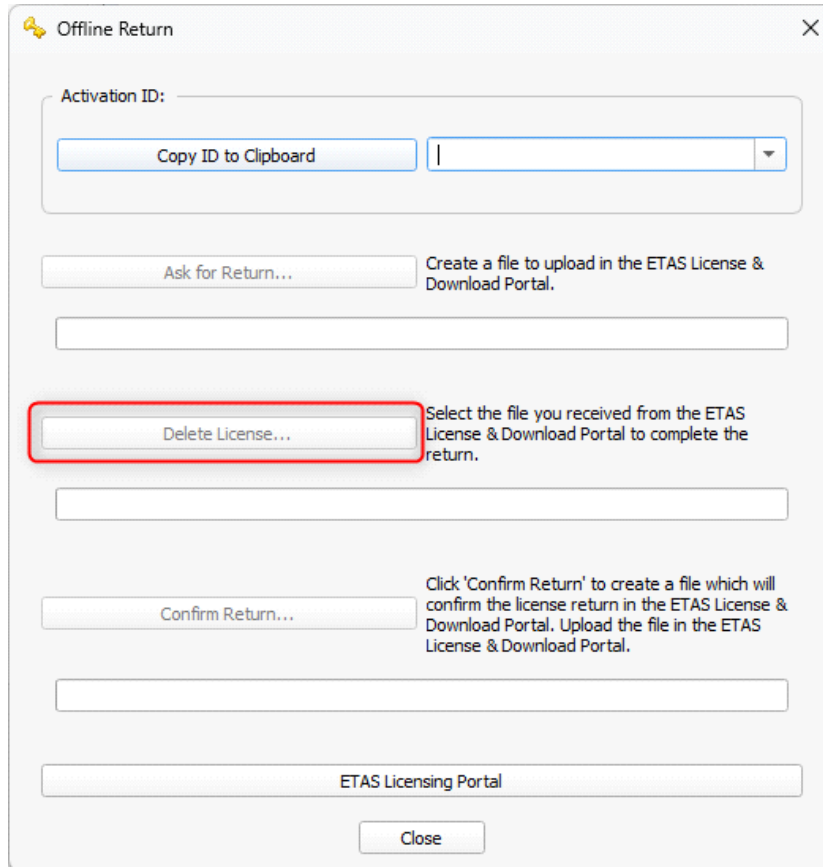 Offline Return
Activation ID:
Copy ID to Clipboard
Ask for Return...
Create a file to upload in the ETAS License &
Download Portal.
Delete License...
Select the file you received from the ETAS
License & Download Portal to complete the
return.
Confirm Return...
Click 'Confirm Return' to create a file which will
confirm the license return in the ETAS License &
Download Portal. Upload the file in the ETAS
License & Download Portal.
ETAS Licensing Portal
Close